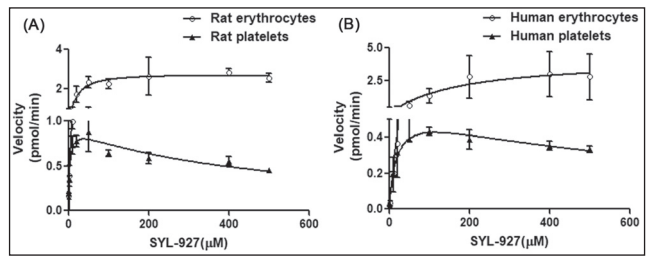 (A)
Rat erythrocytes
Rat platelets
4
2
1.0
0.5
0.0
0
200
400
600
Velocity
(pmol/min)
SYL-927(μM)
(B)
Human erythrocytes
Human platelets
5.0
2.5
0.4
0.2
0.0
0
200
400
600
Velocity
(pmol/min)
SYL-927(μM)